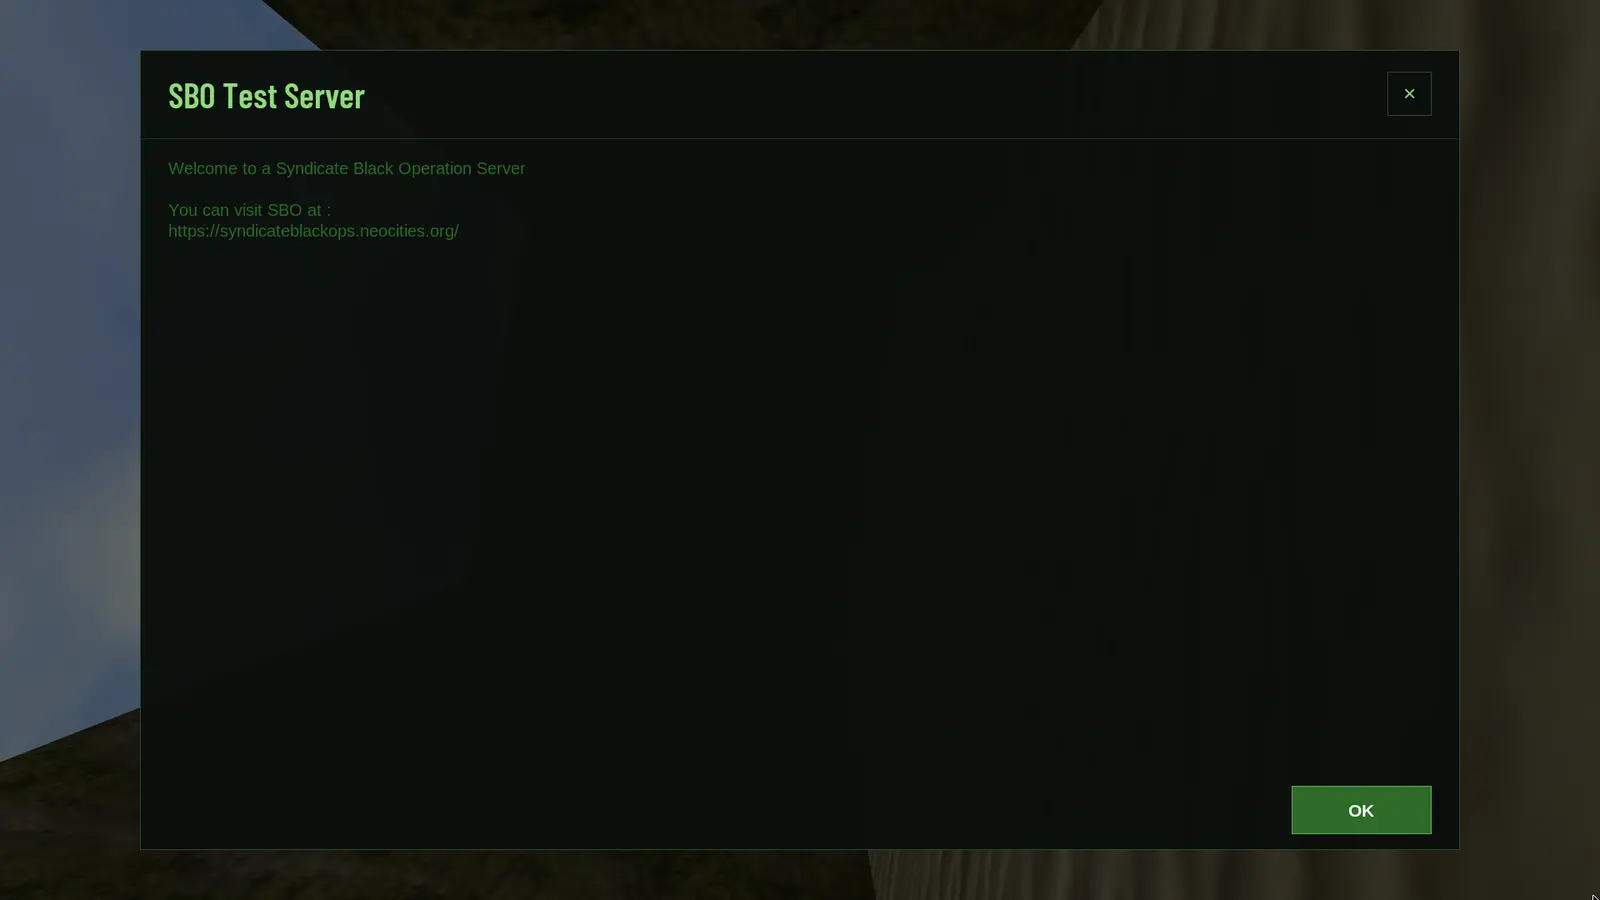 SBO Test Server
×
Welcome to a Syndicate Black Operation Server
You can visit SBO at :
https://syndicateblackops.neocities.org/
OK